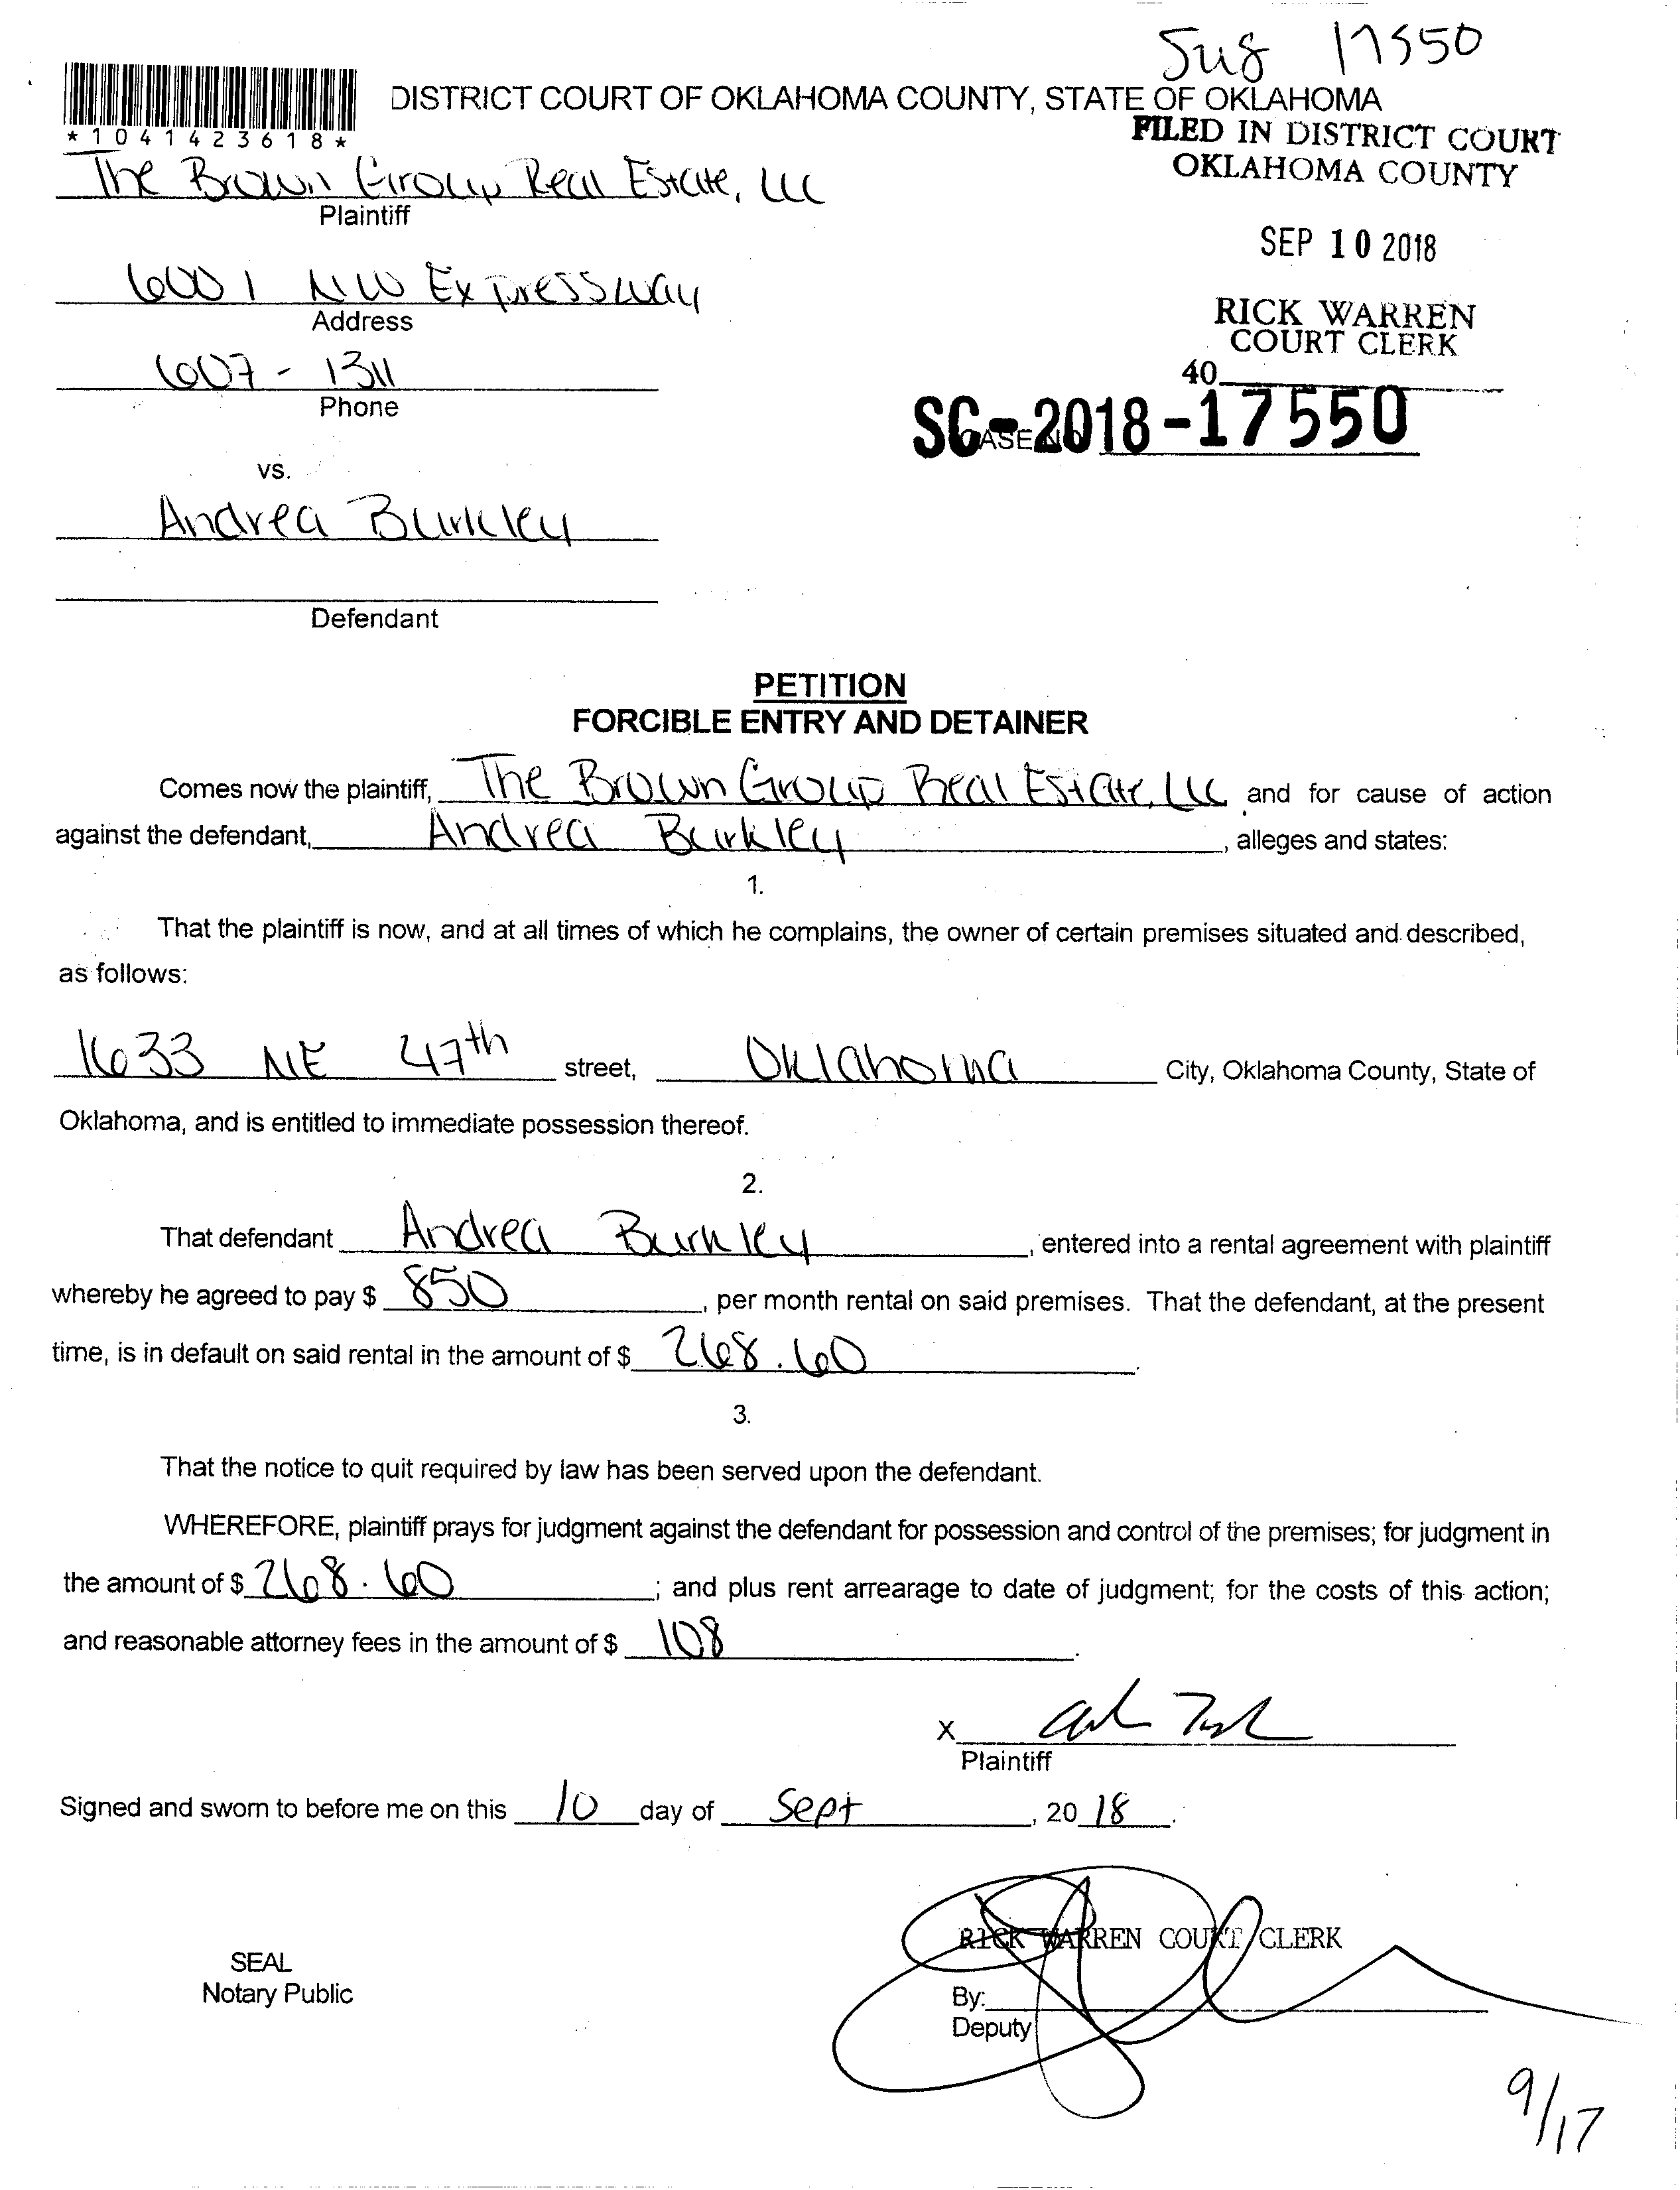 17550
DISTRICT COURT OF OKLAHOMA COUNTY, STATE OF OKLAHOMA
*1041423618*
FILED IN DISTRICT COURT
OKLAHOMA COUNTY
The Brown Group Real Estate, LLC
Plaintiff
SEP 10 2018
6001 NW Expressway
Address
RICK WARREN
COURT CLERK
607-1311
Phone
40
SC-2018-17550
CASE NO
vs.
Andrea Burkley
Defendant
PETITION
FORCIBLE ENTRY AND DETAINER
Comes now the plaintiff, The Brown Group Real Estate, LLC and for cause of action
against the defendant, Andrea Burkley, alleges and states:
1.
That the plaintiff is now, and at all times of which he complains, the owner of certain premises situated and described,
as follows:
1633 NE 47th street, Oklahoma City, Oklahoma County, State of
Oklahoma, and is entitled to immediate possession thereof.
2.
That defendant Andrea Burkley, entered into a rental agreement with plaintiff
whereby he agreed to pay $ 850, per month rental on said premises. That the defendant, at the present
time, is in default on said rental in the amount of $ 268.60.
3.
That the notice to quit required by law has been served upon the defendant.
WHEREFORE, plaintiff prays for judgment against the defendant for possession and control of the premises; for judgment in
the amount of $ 268.60; and plus rent arrearage to date of judgment; for the costs of this action;
and reasonable attorney fees in the amount of $ 108.
X
Plaintiff
Signed and sworn to before me on this 10 day of Sept, 20 18.
RICK WARREN COURT CLERK
SEAL
Notary Public
By:
Deputy
9/17